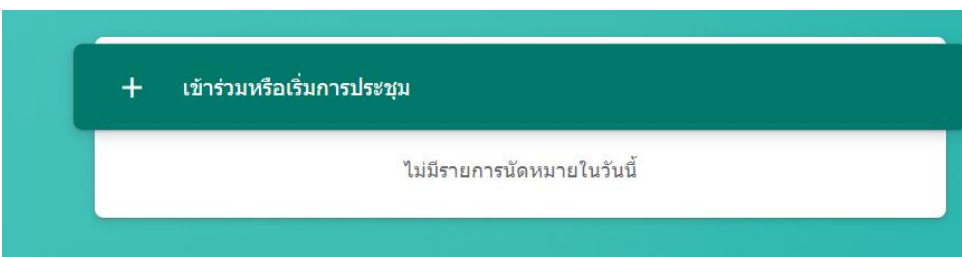 + เข้าร่วมหรือเริ่มการประชุม
ไม่มีรายการนัดหมายในวันนี้